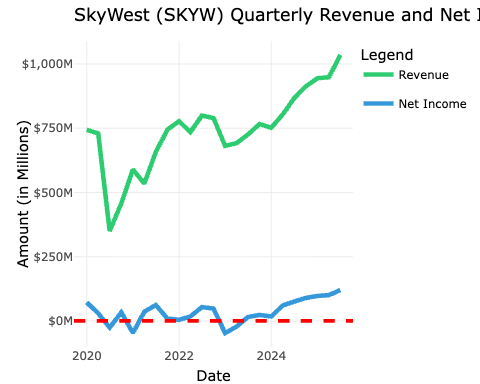 SkyWest (SKYW) Quarterly Revenue and Net
Legend
Revenue
Net Income
$1,000M
$750M
$500M
$250M
$0M
Amount (in Millions)
2020
2022
2024
Date